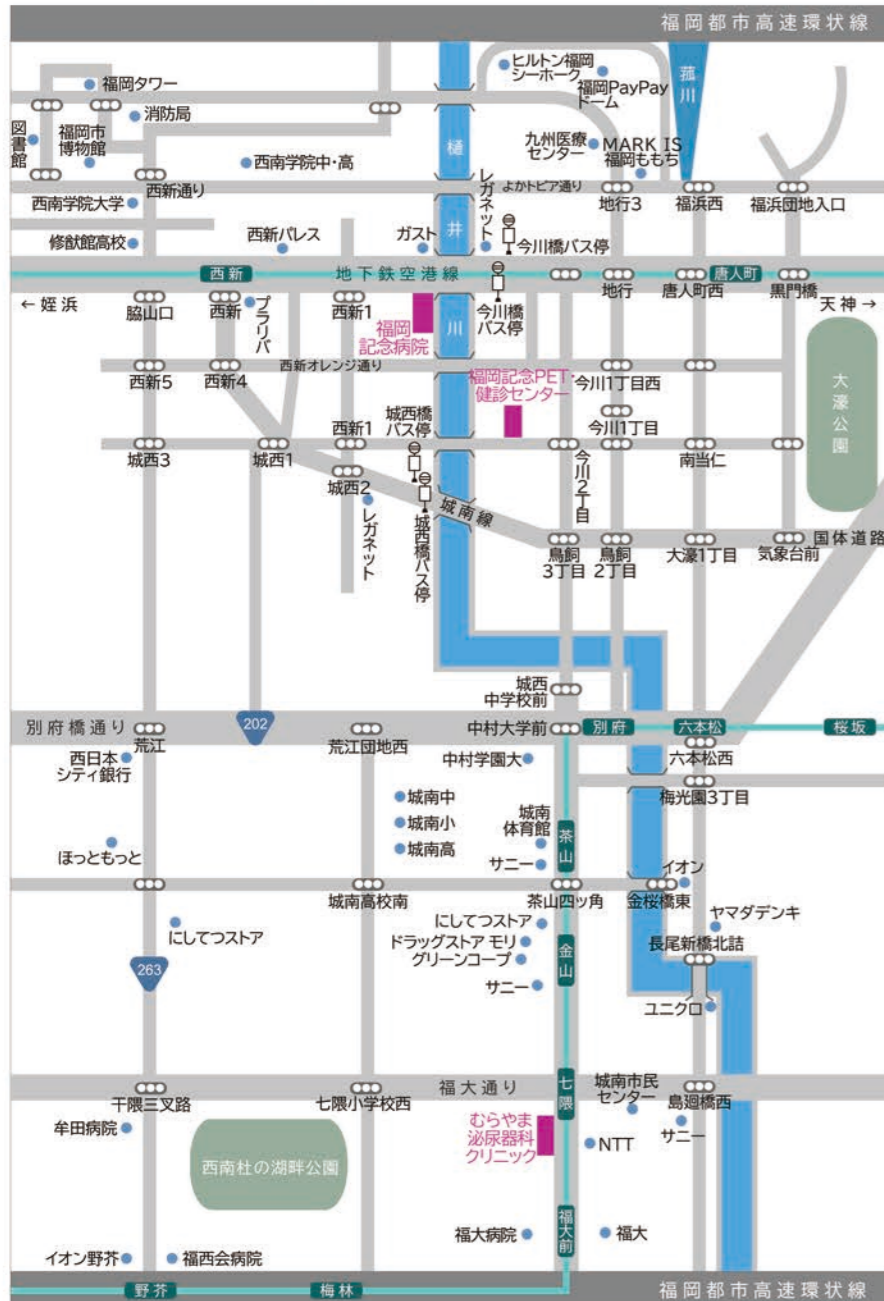 福岡都市高速環状線
福岡タワー
消防局
図書館
福岡市
博物館
西南学院中・高
西新通り
西南学院大学
修猷館高校
西新パレス
ガスト
樋井川
レガネット
ヒルトン福岡
シーホーク
福岡PayPay
ドーム
菰川
九州医療
センター
MARK IS
福岡ももち
よかトピア通り
地行3
福浜西
福浜団地入口
今川橋バス停
西新
地下鉄空港線
唐人町
地行
唐人町西
黒門橋
← 姪浜
天神 →
脇山口
西新
プラリバ
西新1
福岡
記念病院
今川橋
バス停
西新オレンジ通り
西新5
西新4
福岡記念PET・
健診センター
今川1丁目西
大濠公園
城西橋
バス停
西新1
今川1丁目
城西3
城西1
城西2
今川2丁目
南当仁
レガネット
城西橋バス停
城南線
鳥飼
3丁目
鳥飼
2丁目
大濠1丁目
気象台前
国体道路
城西
中学校前
別府橋通り
荒江
202
荒江団地西
中村大学前
別府
六本松
桜坂
西日本
シティ銀行
中村学園大
六本松西
梅光園3丁目
城南中
城南小
城南高
城南
体育館
サニー
茶山
ほっともっと
城南高校南
茶山四ッ角
イオン
金桜橋東
にしてつストア
にしてつストア
ドラッグストア モリ
グリーンコープ
サニー
金山
ヤマダデンキ
長尾新橋北詰
263
ユニクロ
福大通り
七隈
干隈三叉路
七隈小学校西
城南市民
センター
島廻橋西
牟田病院
むらやま
泌尿器科
クリニック
サニー
NTT
西南杜の湖畔公園
福大病院
福大前
福大
イオン野芥
福西会病院
野芥
梅林
福岡都市高速環状線